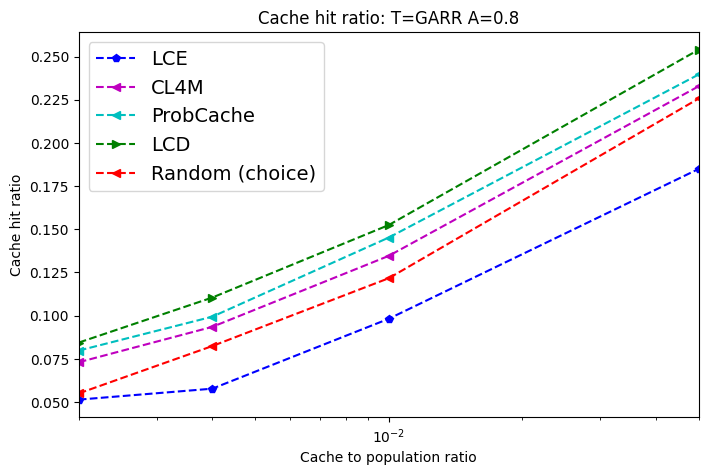 Cache hit ratio: T=GARR A=0.8
Cache hit ratio
0.250
0.225
0.200
0.175
0.150
0.125
0.100
0.075
0.050
LCE
CL4M
ProbCache
LCD
Random (choice)
10⁻²
Cache to population ratio